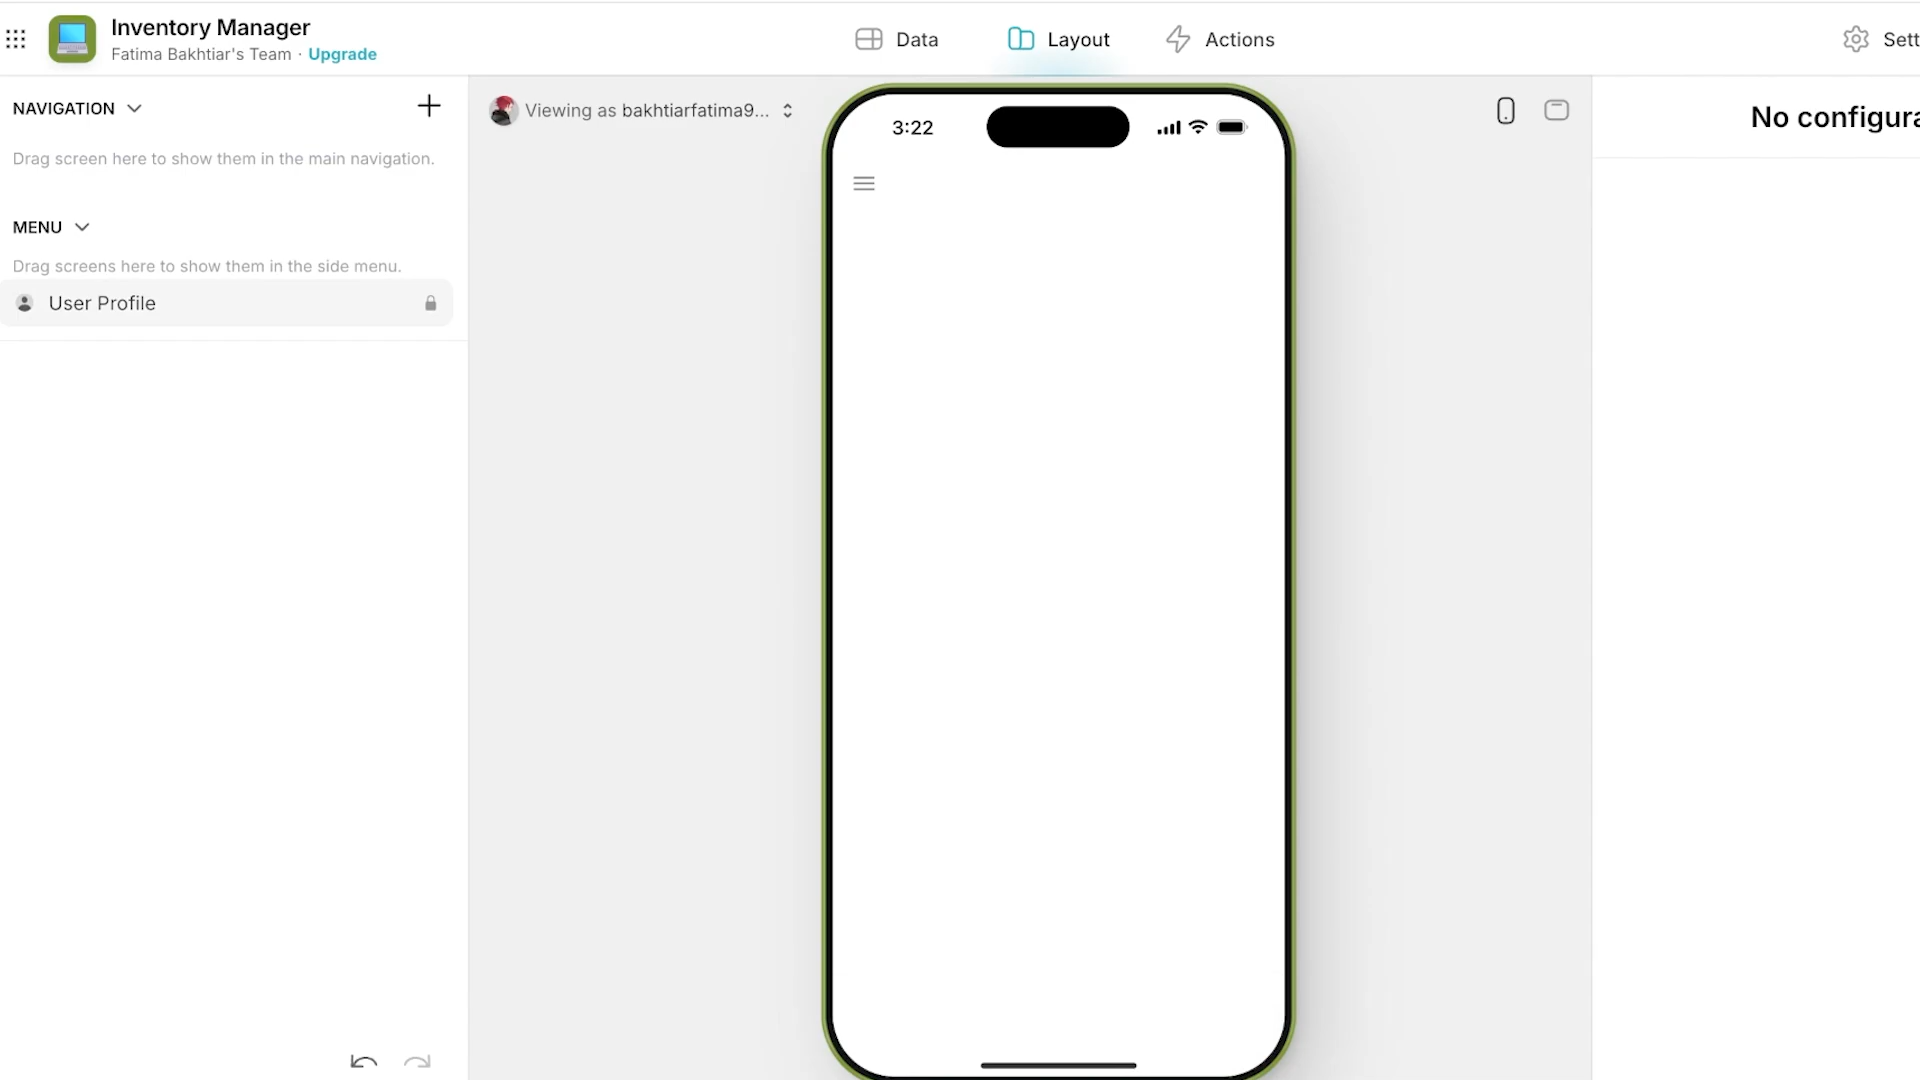 Inventory Manager
Fatima Bakhtiar's Team · Upgrade
Data
Layout
Actions
Sett
NAVIGATION
Drag screen here to show them in the main navigation.
MENU
Drag screens here to show them in the side menu.
User Profile
Viewing as bakhtiarfatima9...
3:22
No configura